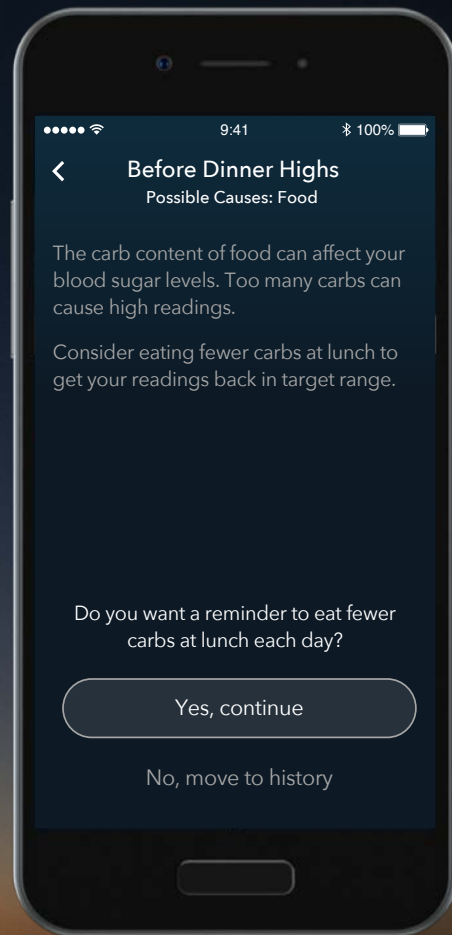 9:41
100%
Before Dinner Highs
Possible Causes: Food
The carb content of food can affect your
blood sugar levels. Too many carbs can
cause high readings.
Consider eating fewer carbs at lunch to
get your readings back in target range.
Do you want a reminder to eat fewer
carbs at lunch each day?
Yes, continue
No, move to history